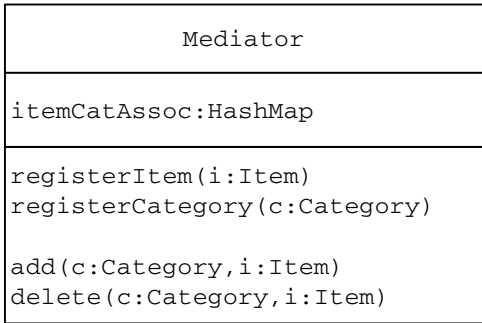 Mediator
itemCatAssoc:HashMap
registerItem(i:Item)
registerCategory(c:Category)
add(c:Category,i:Item)
delete(c:Category,i:Item)